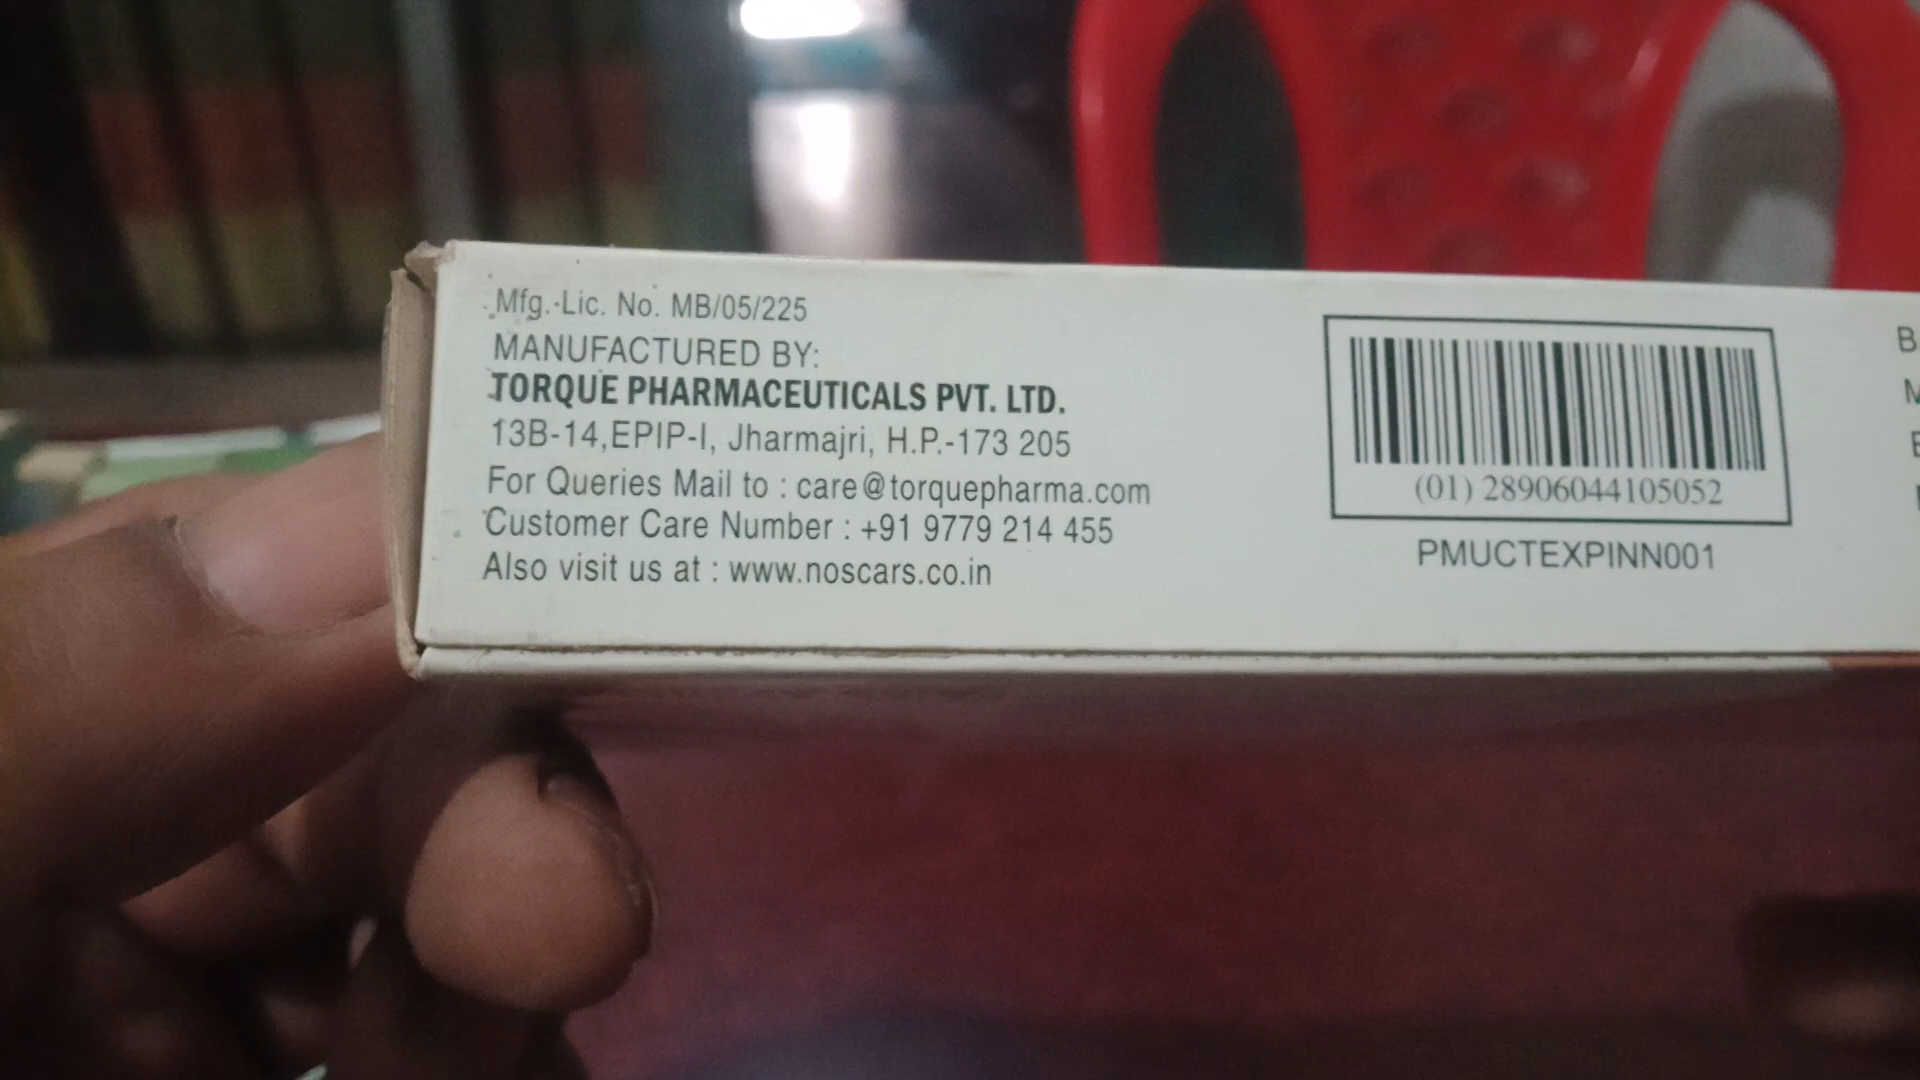 Mfg. Lic. No. MB/05/225
MANUFACTURED BY:
TORQUE PHARMACEUTICALS PVT. LTD.
13B-14,EPIP-I, Jharmajri, H.P.-173 205
For Queries Mail to : care@torquepharma.com
Customer Care Number : +91 9779 214 455
Also visit us at : www.noscars.co.in
(01) 28906044105052
PMUCTEXPINN001